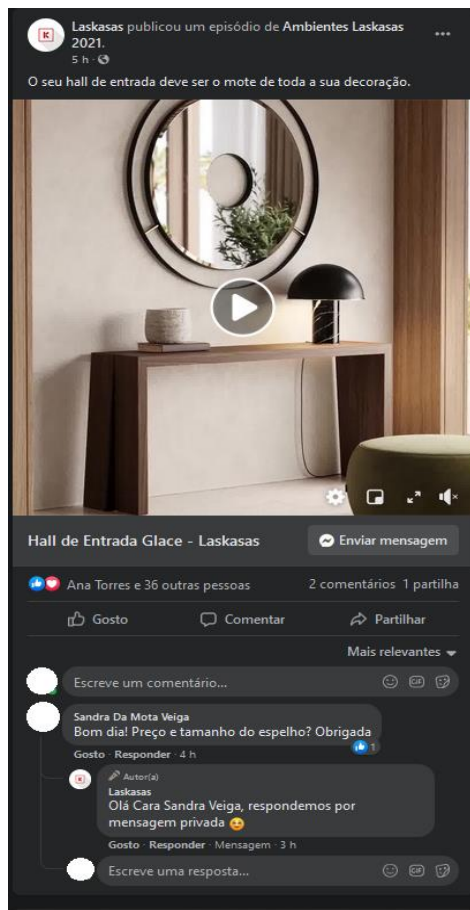 Laskasas publicou um episódio de Ambientes Laskasas
2021.
5 h ·
O seu hall de entrada deve ser o mote de toda a sua decoração.
Hall de Entrada Glace - Laskasas
Enviar mensagem
Ana Torres e 36 outras pessoas
2 comentários 1 partilha
Gosto
Comentar
Partilhar
Mais relevantes
Escreve um comentário...
GIF
Sandra Da Mota Veiga
Bom dia! Preço e tamanho do espelho? Obrigada
1
Gosto · Responder · 4 h
K
Autor(a)
Laskasas
Olá Cara Sandra Veiga, respondemos por
mensagem privada 😉
Gosto · Responder · Mensagem · 3 h
Escreve uma resposta...
GIF